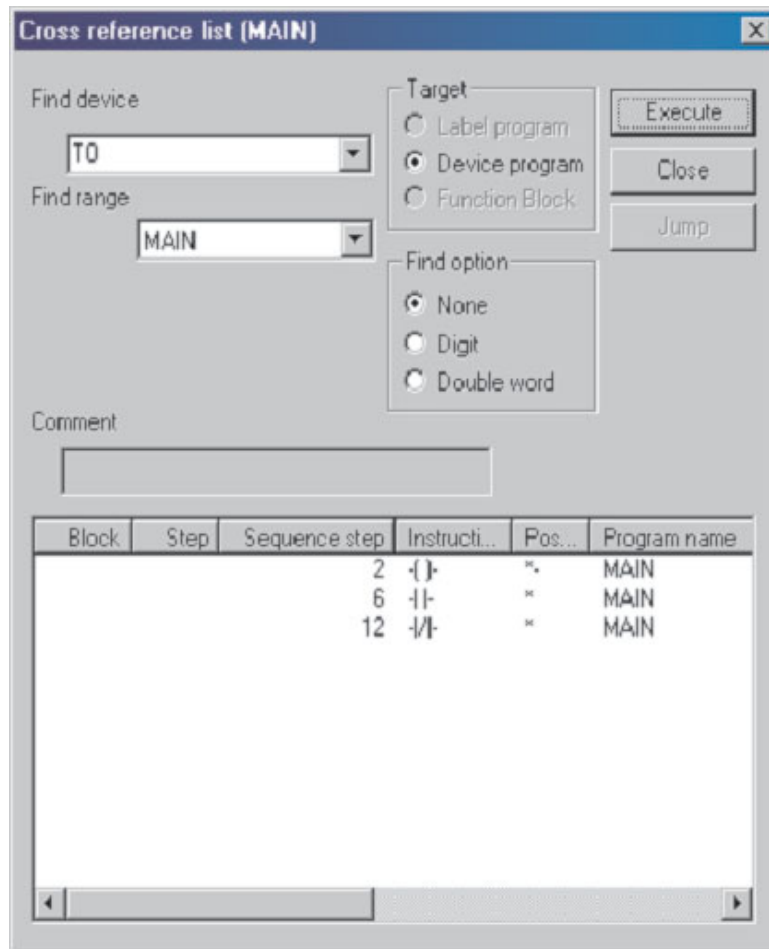 Cross reference list (MAIN)
Find device
T0
Find range
MAIN
Target
Label program
Device program
Function Block
Find option
None
Digit
Double word
Execute
Close
Jump
Comment
Block Step Sequence step Instructi... Pos... Program name
2 -( )- *- MAIN
6 -| |- * MAIN
12 -|/|- * MAIN